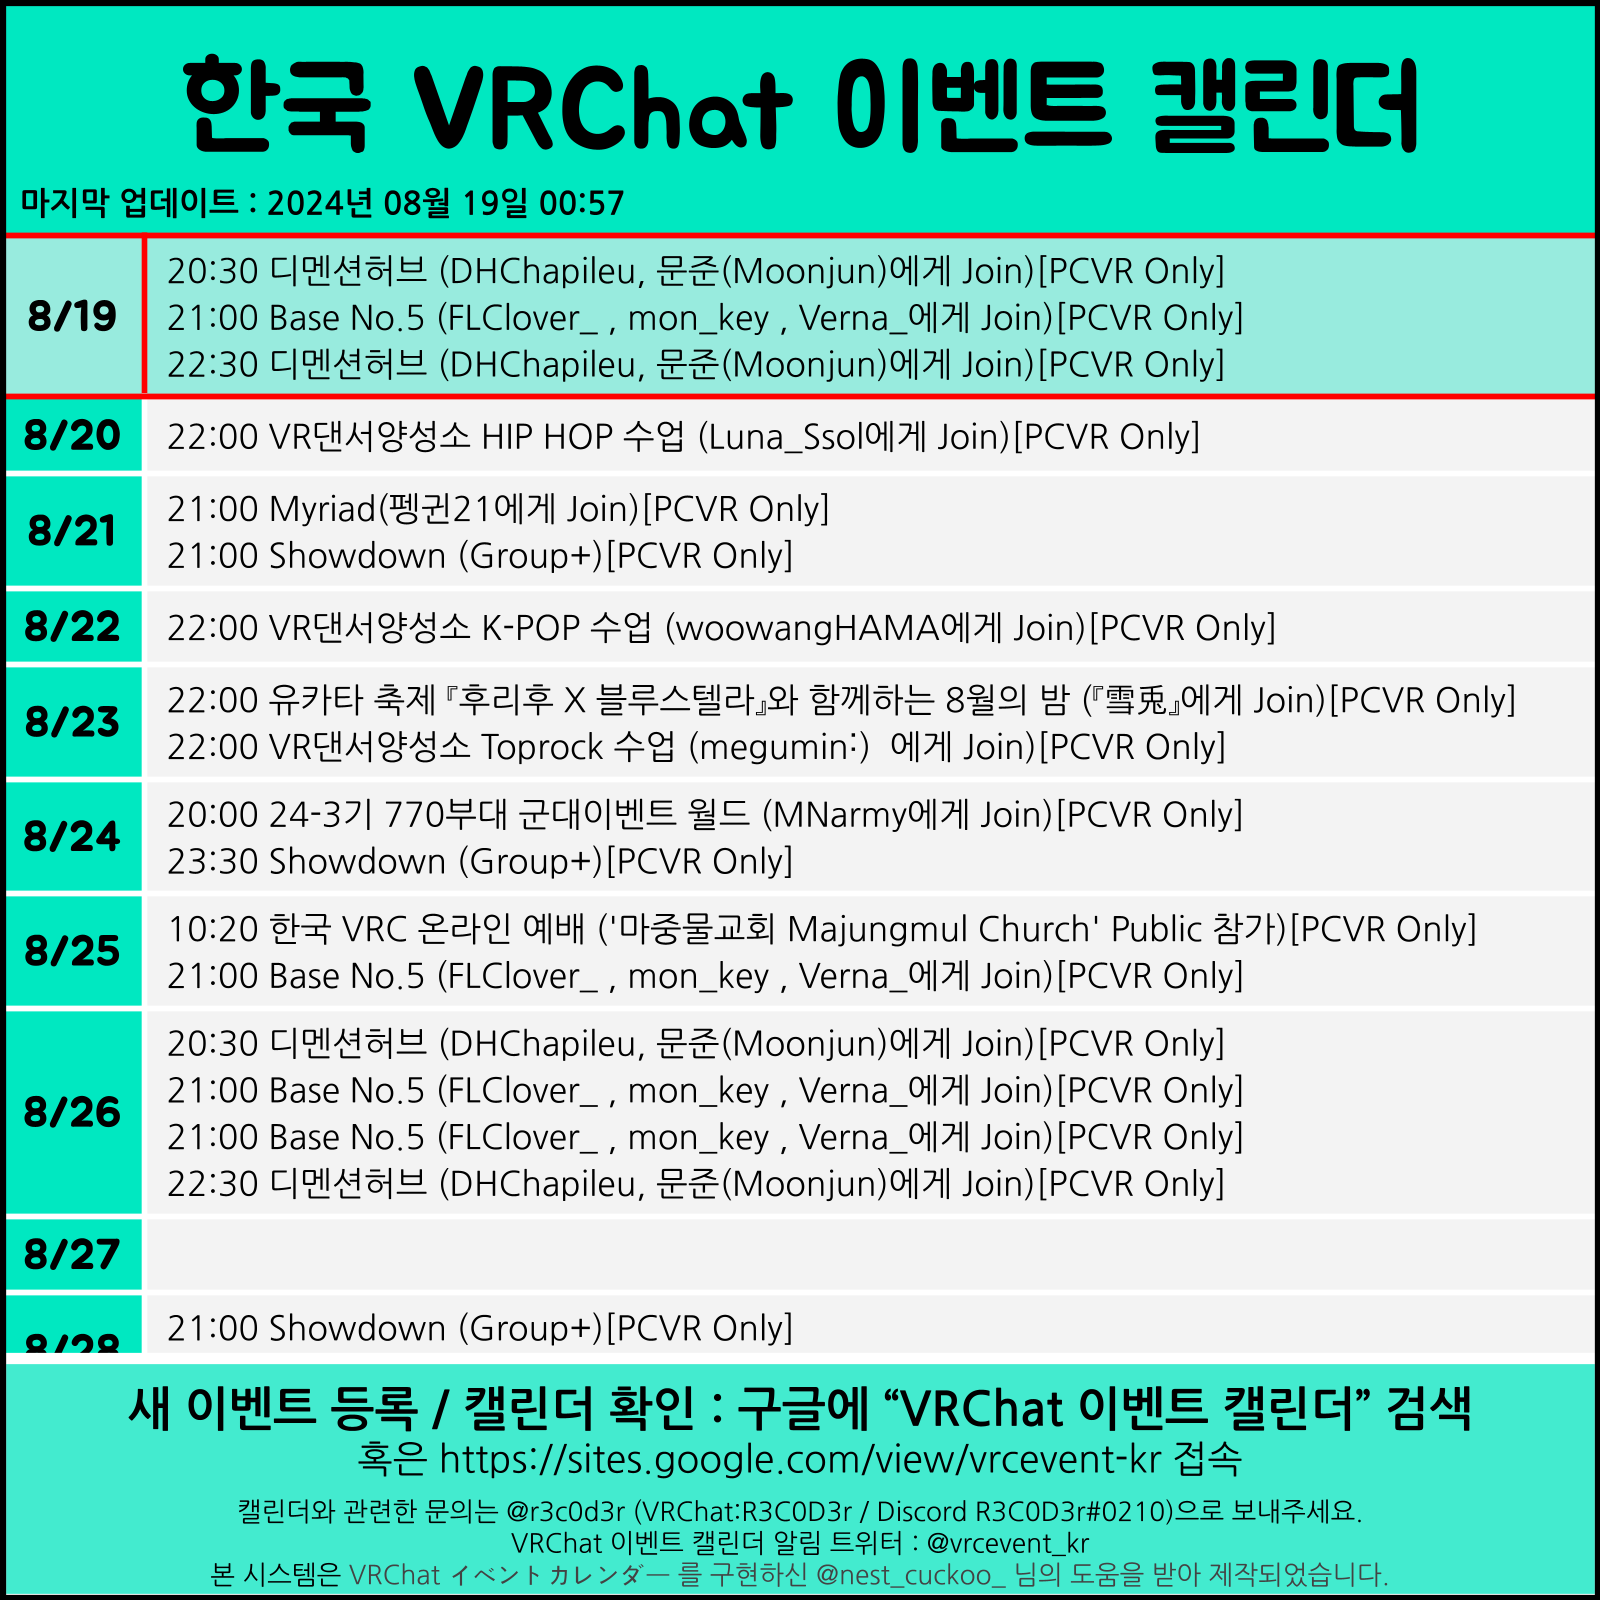 한국 VRChat 이벤트 캘린더
마지막 업데이트 : 2024년 08월 19일 00:57
8/19
20:30 디멘션허브 (DHChapileu, 문준(Moonjun)에게 Join)[PCVR Only]
21:00 Base No.5 (FLClover_ , mon_key , Verna_에게 Join)[PCVR Only]
22:30 디멘션허브 (DHChapileu, 문준(Moonjun)에게 Join)[PCVR Only]
8/20
22:00 VR댄서양성소 HIP HOP 수업 (Luna_Ssol에게 Join)[PCVR Only]
8/21
21:00 Myriad(펭귄21에게 Join)[PCVR Only]
21:00 Showdown (Group+)[PCVR Only]
8/22
22:00 VR댄서양성소 K-POP 수업 (woowangHAMA에게 Join)[PCVR Only]
8/23
22:00 유카타 축제 『후리후 X 블루스텔라』와 함께하는 8월의 밤 (『雪兎』에게 Join)[PCVR Only]
22:00 VR댄서양성소 Toprock 수업 (megumin:)  에게 Join)[PCVR Only]
8/24
20:00 24-3기 770부대 군대이벤트 월드 (MNarmy에게 Join)[PCVR Only]
23:30 Showdown (Group+)[PCVR Only]
8/25
10:20 한국 VRC 온라인 예배 ('마중물교회 Majungmul Church' Public 참가)[PCVR Only]
21:00 Base No.5 (FLClover_ , mon_key , Verna_에게 Join)[PCVR Only]
8/26
20:30 디멘션허브 (DHChapileu, 문준(Moonjun)에게 Join)[PCVR Only]
21:00 Base No.5 (FLClover_ , mon_key , Verna_에게 Join)[PCVR Only]
21:00 Base No.5 (FLClover_ , mon_key , Verna_에게 Join)[PCVR Only]
22:30 디멘션허브 (DHChapileu, 문준(Moonjun)에게 Join)[PCVR Only]
8/27
8/28
21:00 Showdown (Group+)[PCVR Only]
새 이벤트 등록 / 캘린더 확인 : 구글에 “VRChat 이벤트 캘린더” 검색
혹은 https://sites.google.com/view/vrcevent-kr 접속
캘린더와 관련한 문의는 @r3c0d3r (VRChat:R3C0D3r / Discord R3C0D3r#0210)으로 보내주세요.
VRChat 이벤트 캘린더 알림 트위터 : @vrcevent_kr
본 시스템은 VRChat イベントカレンダー 를 구현하신 @nest_cuckoo_ 님의 도움을 받아 제작되었습니다.